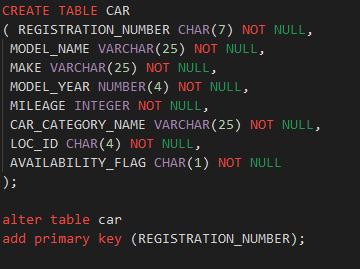 CREATE TABLE CAR
( REGISTRATION_NUMBER CHAR(7) NOT NULL,
MODEL_NAME VARCHAR(25) NOT NULL,
MAKE VARCHAR(25) NOT NULL,
MODEL_YEAR NUMBER(4) NOT NULL,
MILEAGE INTEGER NOT NULL,
CAR_CATEGORY_NAME VARCHAR(25) NOT NULL,
LOC_ID CHAR(4) NOT NULL,
AVAILABILITY_FLAG CHAR(1) NOT NULL
);
alter table car
add primary key (REGISTRATION_NUMBER);